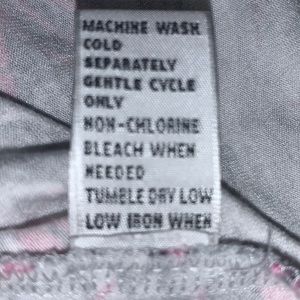 MACHINE WASH
COLD
SEPARATELY
GENTLE CYCLE
ONLY
NON-CHLORINE
BLEACH WHEN
NEEDED
TUMBLE DRY LOW
LOW IRON WHEN